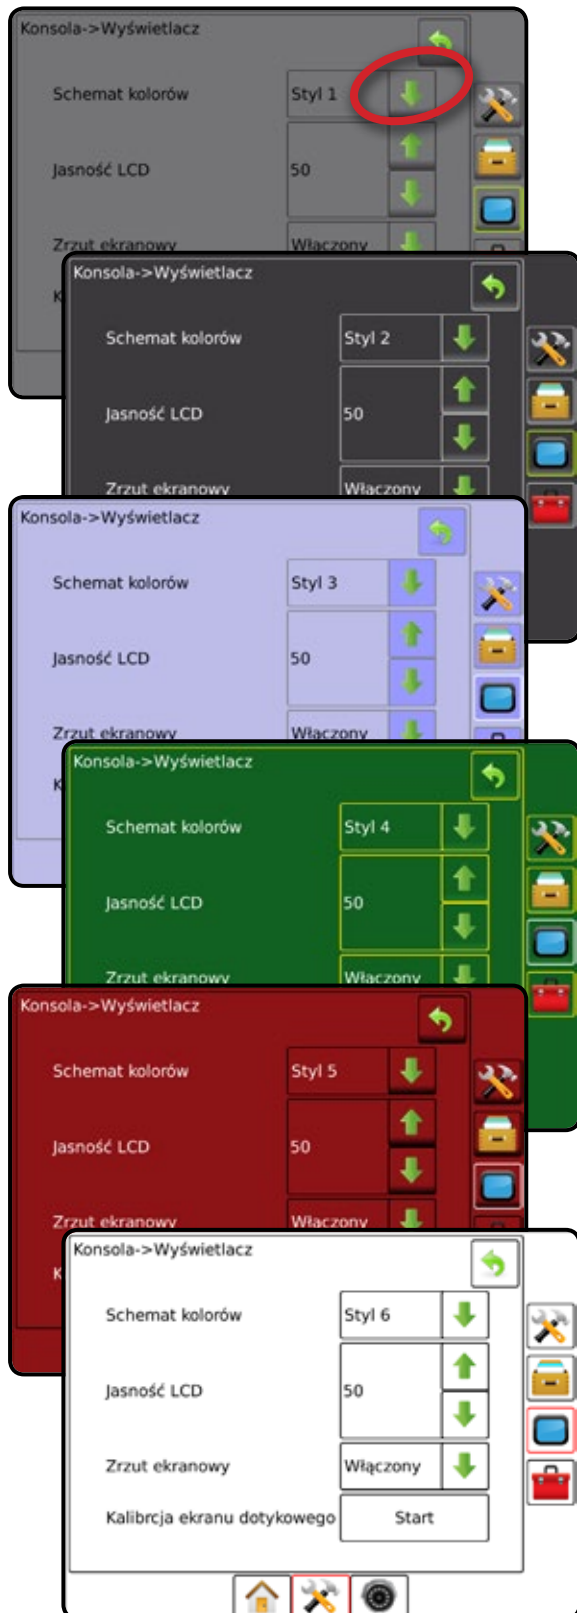 Konsola->Wyświetlacz
Schemat kolorów Styl 1
Jasność LCD 50
Zrzut ekranowy Włączony
K
Konsola->Wyświetlacz
Schemat kolorów Styl 2
Jasność LCD 50
Zrzut ekranowy Włączony
Konsola->Wyświetlacz
Schemat kolorów Styl 3
Jasność LCD 50
Zrzut ekranowy Włączony
K
Konsola->Wyświetlacz
Schemat kolorów Styl 4
Jasność LCD 50
Zrzut ekranowy Włączony
Konsola->Wyświetlacz
Schemat kolorów Styl 5
Jasność LCD 50
Zrzut ekranowy Włączony
K
Konsola->Wyświetlacz
Schemat kolorów Styl 6
Jasność LCD 50
Zrzut ekranowy Włączony
Kalibrcja ekranu dotykowego Start